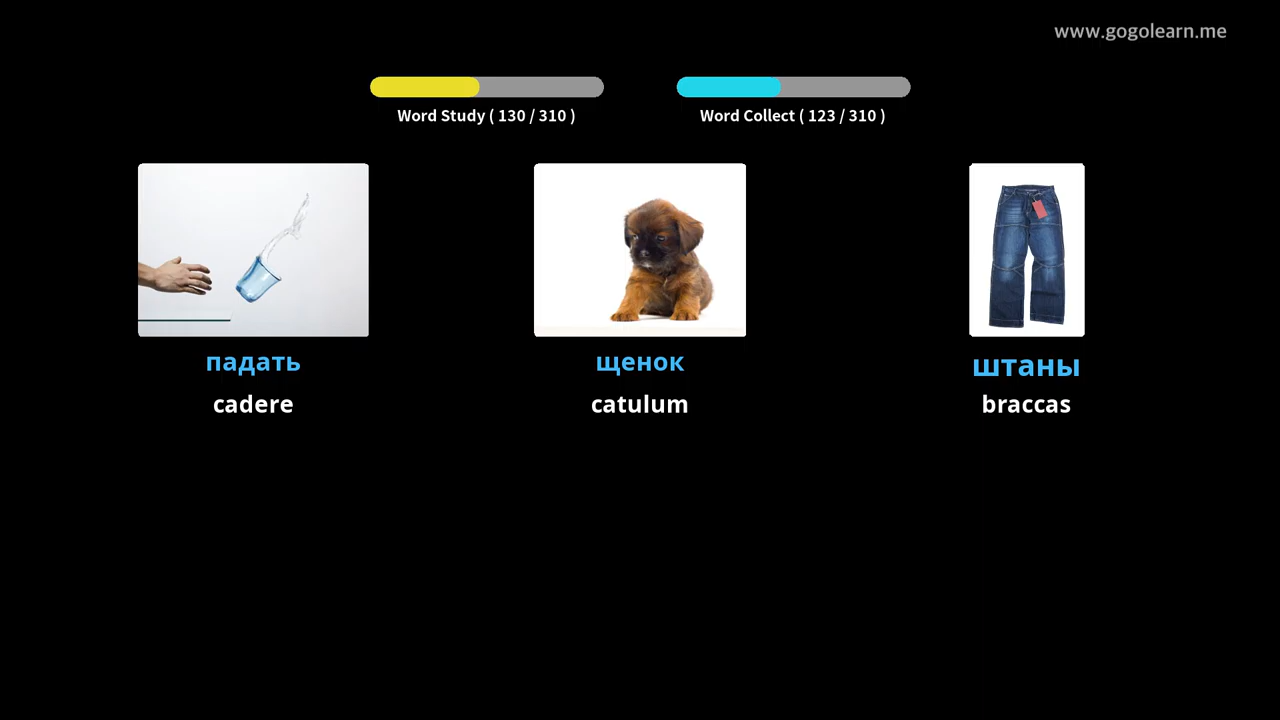 www.gogolearn.me
Word Study ( 130 / 310 )
Word Collect ( 123 / 310 )
падать
щенок
штаны
cadere
catulum
braccas